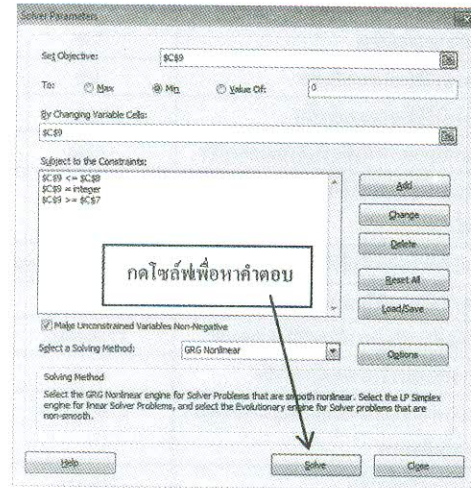 Solver Parameters
Set Objective: $C$9
To: Max Min Value Of: 0
By Changing Variable Cells:
$C$9
Subject to the Constraints:
$C$9 <= $C$8
$C$9 = integer
$C$9 >= $C$7
Add
Change
Delete
Reset All
Load/Save
กดโซล์ฟเพื่อหาคำตอบ
Make Unconstrained Variables Non-Negative
Select a Solving Method: GRG Nonlinear Options
Solving Method
Select the GRG Nonlinear engine for Solver Problems that are smooth nonlinear. Select the LP Simplex
engine for linear Solver Problems, and select the Evolutionary engine for Solver problems that are
non-smooth.
Help Solve Close